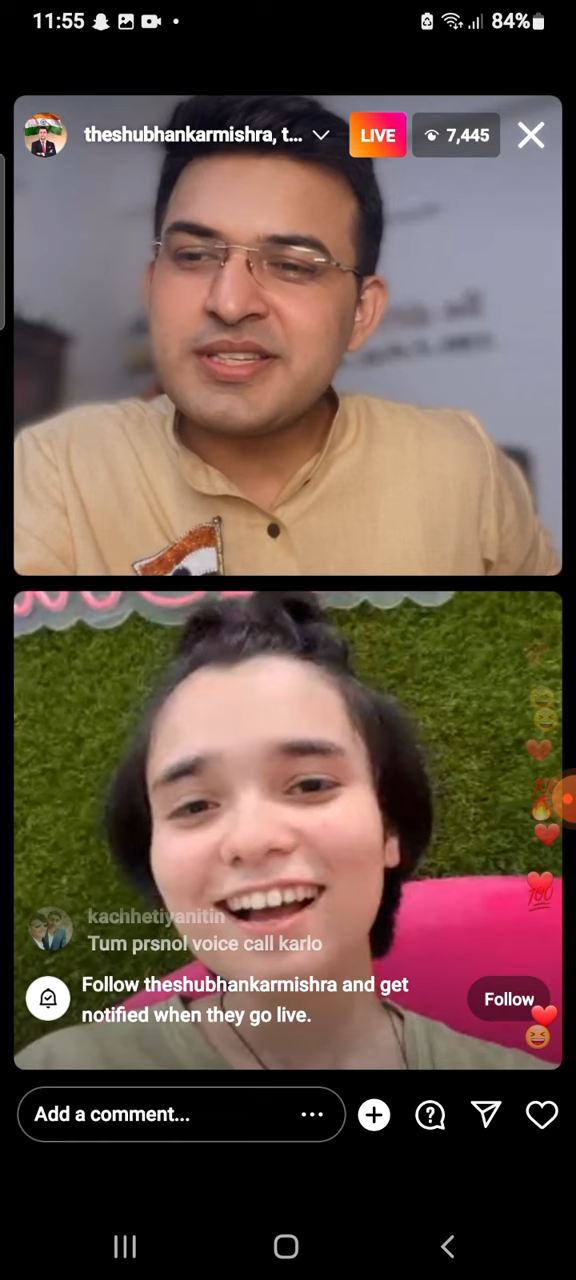 11:55
84%
theshubhankarmishra, t...
LIVE
7,445
kachhetiyanitin
Tum prsnol voice call karlo
Follow theshubhankarmishra and get
notified when they go live.
Follow
Add a comment...